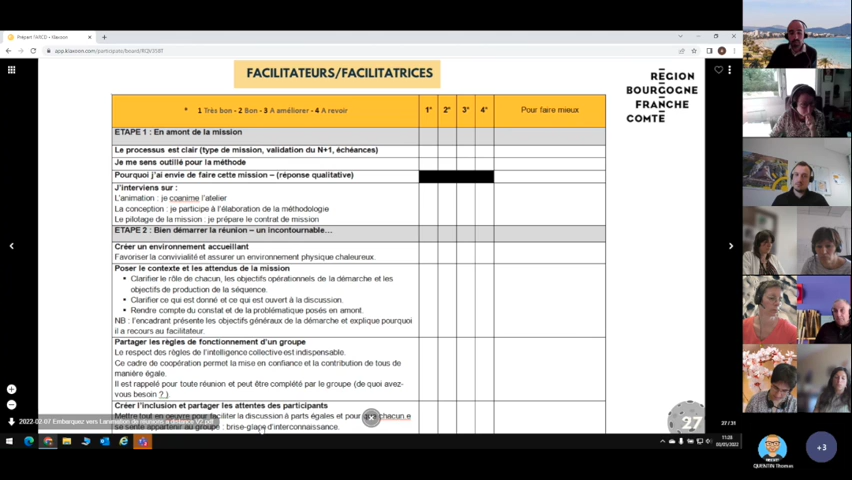 Prépart 'IARCD • klaxoon
app.klaxoon.com/participate/board/RQV3SBT
FACILITATEURS/FACILITATRICES
REGION
BOURGOGNE
FRANCHE
COMTE
* 1 Très bon - 2 Bon - 3 A améliorer - 4 A revoir
1* 2* 3* 4* Pour faire mieux
ETAPE 1 : En amont de la mission
Le processus est clair (type de mission, validation du N+1, échéances)
Je me sens outillé pour la méthode
Pourquoi j'ai envie de faire cette mission – (réponse qualitative)
J'interviens sur :
L'animation : je coanime l'atelier
La conception : je participe à l'élaboration de la méthodologie
Le pilotage de la mission : je prépare le contrat de mission
ETAPE 2 : Bien démarrer la réunion – un incontournable…
Créer un environnement accueillant
Favoriser la convivialité et assurer un environnement physique chaleureux.
Poser le contexte et les attendus de la mission
• Clarifier le rôle de chacun, les objectifs opérationnels de la démarche et les
objectifs de production de la séquence.
• Clarifier ce qui est donné et ce qui est ouvert à la discussion.
• Rendre compte du contexte et de la problématique posés en amont.
NB : l'encadrant présente les objectifs généraux de la démarche et explique pourquoi
il a recours au facilitateur.
Partager les règles de fonctionnement d'un groupe
Le respect des règles de l'intelligence collective est indispensable.
Ce cadre de coopération permet la mise en confiance et la contribution de tous de
manière égale.
Il est rappelé pour toute réunion et peut être complété par le groupe (de quoi avez-
vous besoin ? ).
Créer l'inclusion et partager les attentes des participants
Mettre tout en oeuvre pour faciliter la discussion à parts égales et pour que chacun e
se sente appartenir au groupe : brise-glace d'interconnaissance.
2022-02-07 Embarquez vers L'animation de réunions à distance V2.pdf
27
27 / 31
11:28
03/05/2022
QUENTIN Thomas
+3